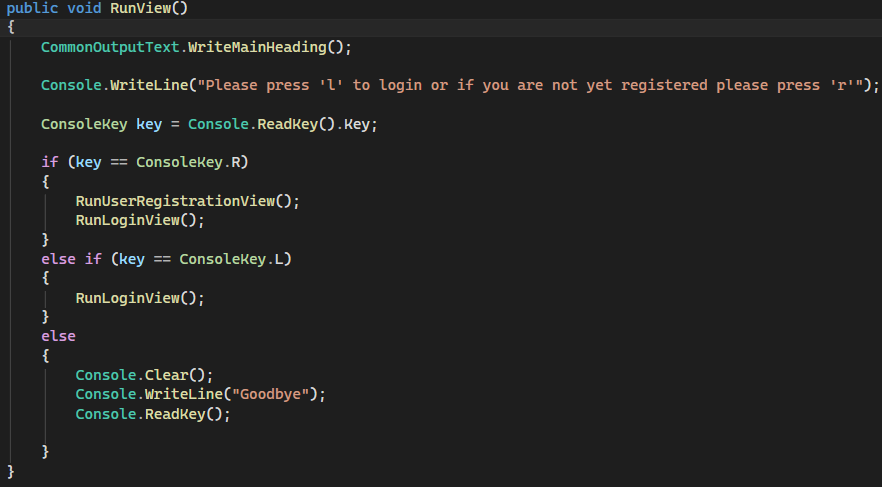 public void RunView()
{
    CommonOutputText.WriteMainHeading();

    Console.WriteLine("Please press 'l' to login or if you are not yet registered please press 'r'");

    ConsoleKey key = Console.ReadKey().Key;

    if (key == ConsoleKey.R)
    {
        RunUserRegistrationView();
        RunLoginView();
    }
    else if (key == ConsoleKey.L)
    {
        RunLoginView();
    }
    else
    {
        Console.Clear();
        Console.WriteLine("Goodbye");
        Console.ReadKey();

    }
}